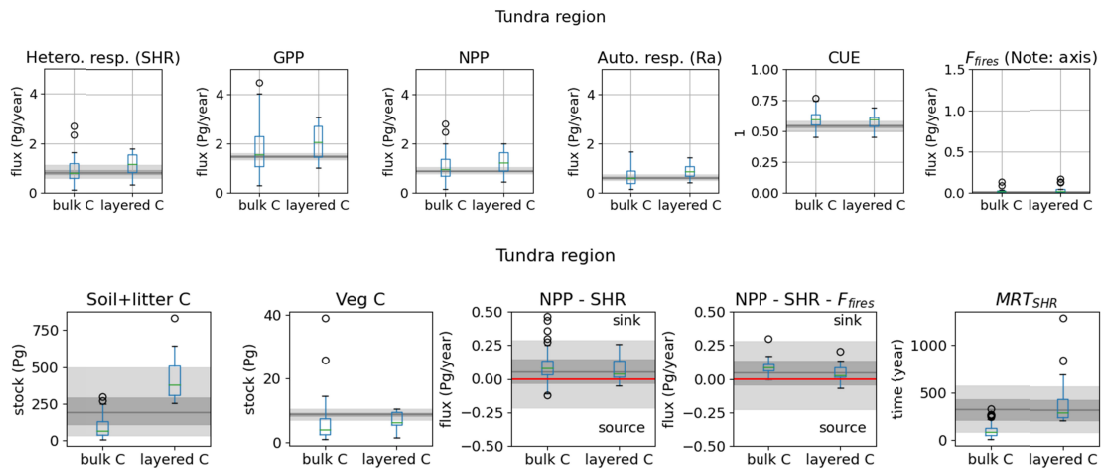 Tundra region
Hetero. resp. (SHR)
GPP
NPP
Auto. resp. (Ra)
CUE
F_fires (Note: axis)
flux (Pg/year)
4
2
0
bulk C
layered C
flux (Pg/year)
4
2
0
bulk C
layered C
flux (Pg/year)
4
2
0
bulk C
layered C
flux (Pg/year)
4
2
0
bulk C
layered C
1
1.00
0.75
0.50
0.25
0.00
bulk C
layered C
flux (Pg/year)
1.5
1.0
0.5
0.0
bulk C
layered C
Tundra region
Soil+litter C
Veg C
NPP - SHR
NPP - SHR - F_fires
MRT_SHR
stock (Pg)
750
500
250
0
bulk C
layered C
stock (Pg)
40
20
0
bulk C
layered C
flux (Pg/year)
0.50
0.25
0.00
−0.25
−0.50
sink
source
bulk C
layered C
flux (Pg/year)
0.50
0.25
0.00
−0.25
−0.50
sink
source
bulk C
layered C
time (year)
1000
500
0
bulk C
layered C